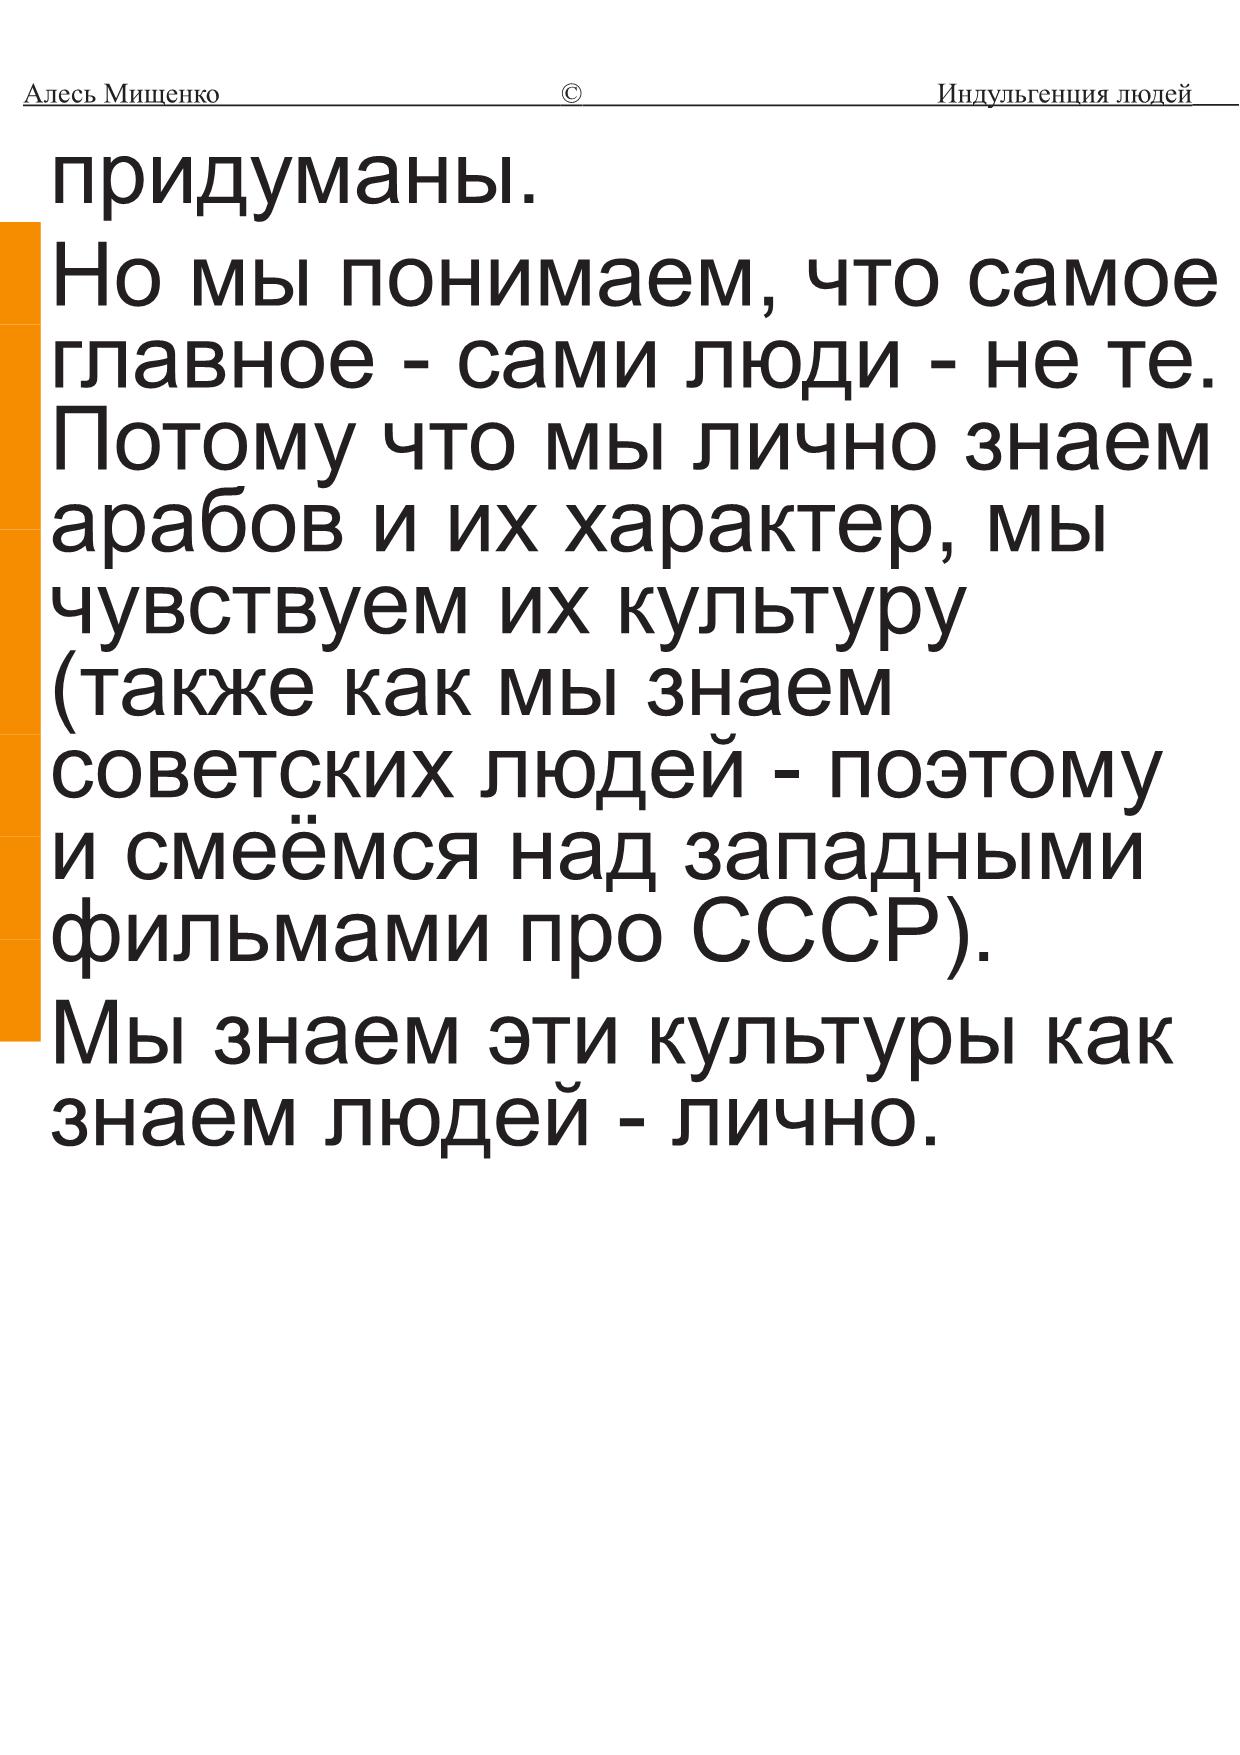 Алесь Мищенко © Индульгенция людей
придуманы.
Но мы понимаем, что самое
главное - сами люди - не те.
Потому что мы лично знаем
арабов и их характер, мы
чувствуем их культуру
(также как мы знаем
советских людей - поэтому
и смеёмся над западными
фильмами про СССР).
Мы знаем эти культуры как
знаем людей - лично.